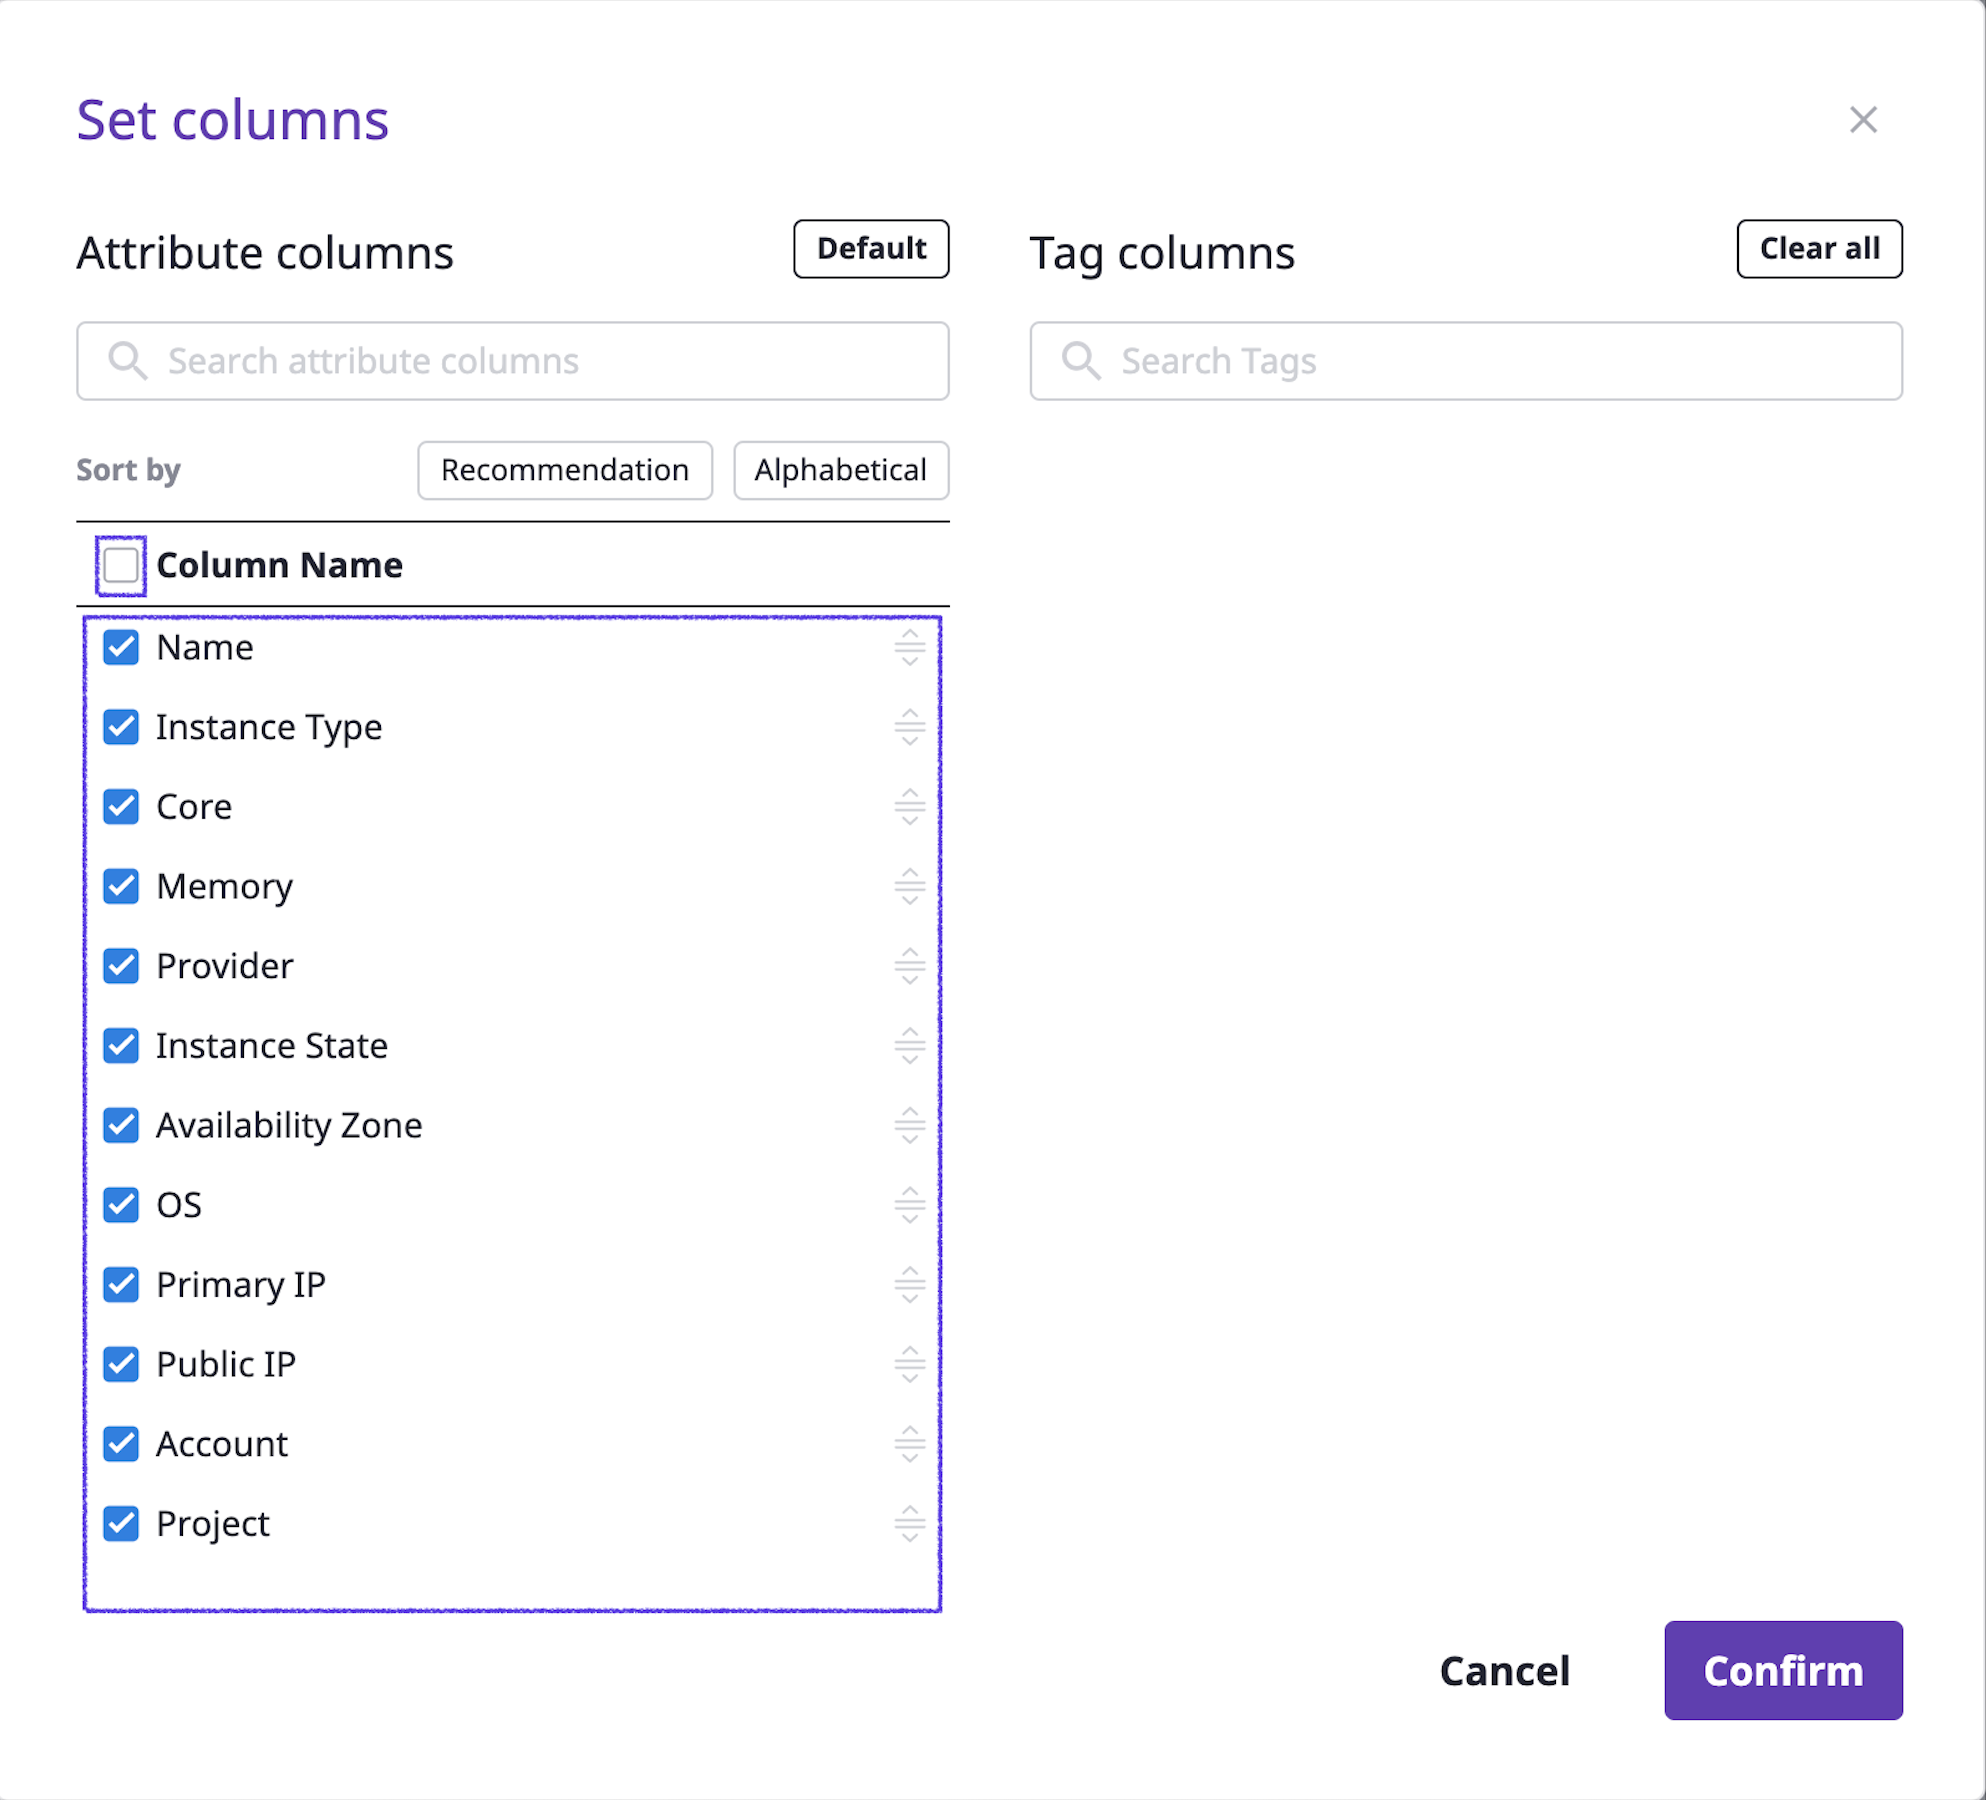 Set columns
Attribute columns
Default
Search attribute columns
Sort by
Recommendation
Alphabetical
Column Name
Name
Instance Type
Core
Memory
Provider
Instance State
Availability Zone
OS
Primary IP
Public IP
Account
Project
Tag columns
Clear all
Search Tags
Cancel
Confirm